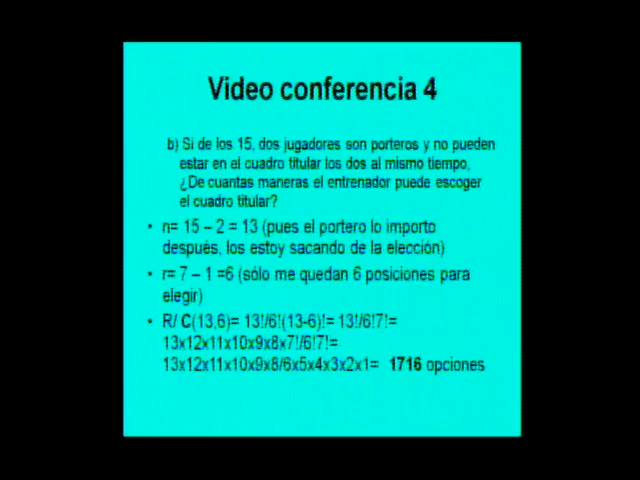 Video conferencia 4
b) Si de los 15, dos jugadores son porteros y no pueden
estar en el cuadro titular los dos al mismo tiempo,
¿De cuantas maneras el entrenador puede escoger
el cuadro titular?
• n= 15 – 2 = 13 (pues el portero lo importo
después, los estoy sacando de la elección)
• r= 7 – 1 =6 (sólo me quedan 6 posiciones para
elegir)
• R/ C(13,6)= 13!/6!(13-6)!= 13!/6!7!=
13x12x11x10x9x8x7!/6!7!=
13x12x11x10x9x8/6x5x4x3x2x1= 1716 opciones